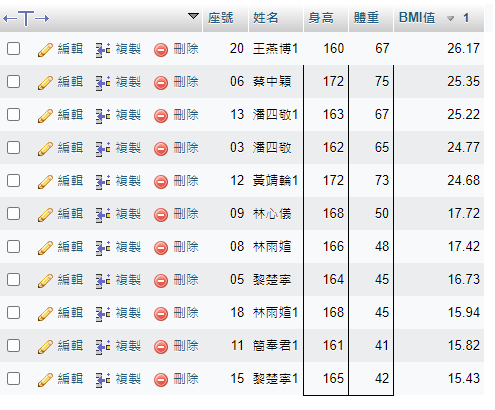 座號 姓名 身高 體重 BMI值 1
編輯 複製 刪除 20 王燕博1 160 67 26.17
編輯 複製 刪除 06 蔡中穎 172 75 25.35
編輯 複製 刪除 13 潘四敬1 163 67 25.22
編輯 複製 刪除 03 潘四敬 162 65 24.77
編輯 複製 刪除 12 黃靖輪1 172 73 24.68
編輯 複製 刪除 09 林心儀 168 50 17.72
編輯 複製 刪除 08 林雨媗 166 48 17.42
編輯 複製 刪除 05 黎楚寧 164 45 16.73
編輯 複製 刪除 18 林雨媗1 168 45 15.94
編輯 複製 刪除 11 簡奉君1 161 41 15.82
編輯 複製 刪除 15 黎楚寧1 165 42 15.43